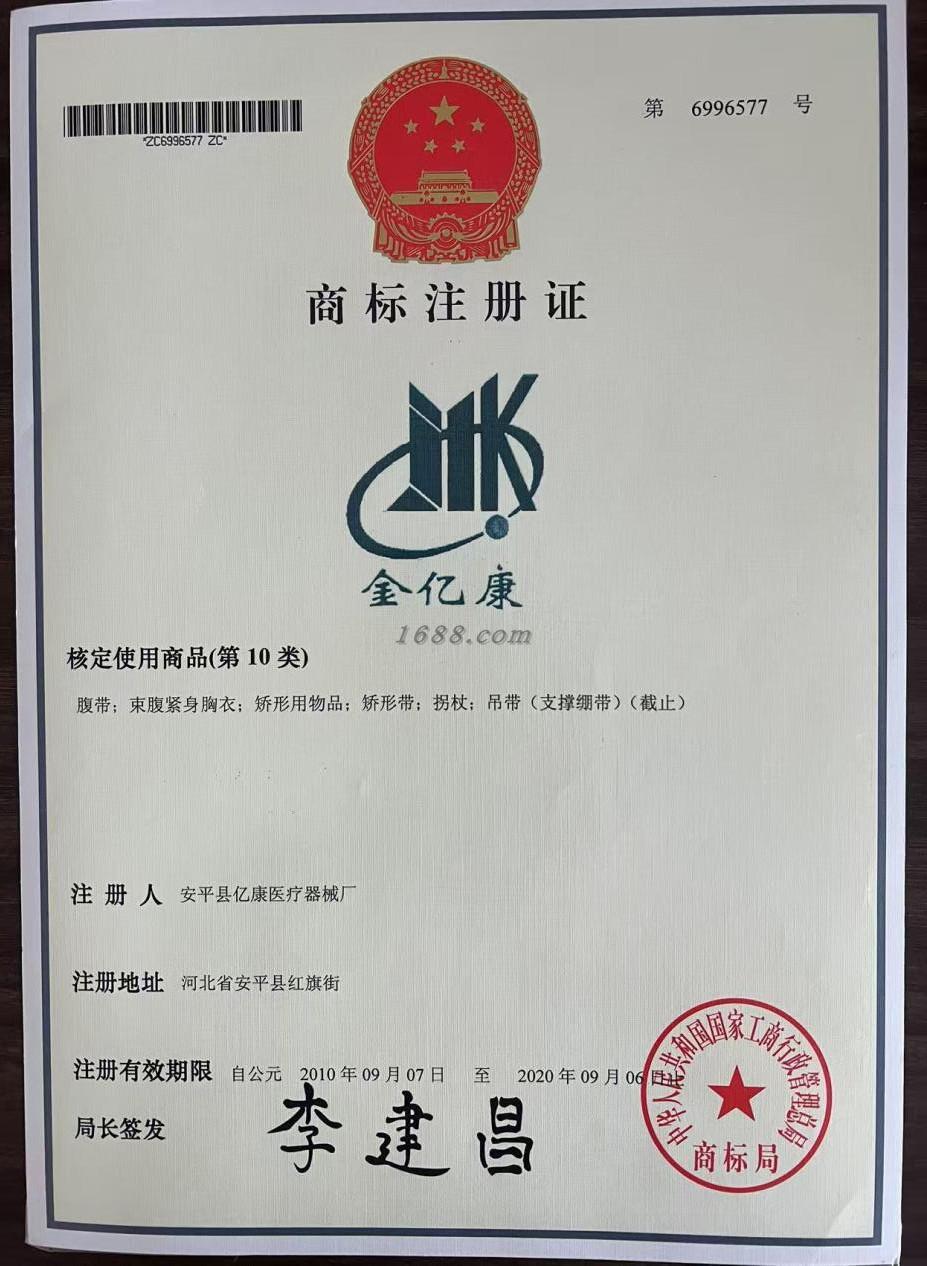 第 6996577 号
*ZC6996577 ZC*
商标注册证
金亿康
1688.com
核定使用商品(第 10 类)
腹带；束腹紧身胸衣；矫形用物品；矫形带；拐杖；吊带（支撑绷带）（截止）
注 册 人 安平县亿康医疗器械厂
注册地址 河北省安平县红旗街
注册有效期限 自公元 2010 年 09 月 07 日 至 2020 年 09 月 06 日止
局长签发 李建昌
中华人民共和国国家工商行政管理总局
商标局